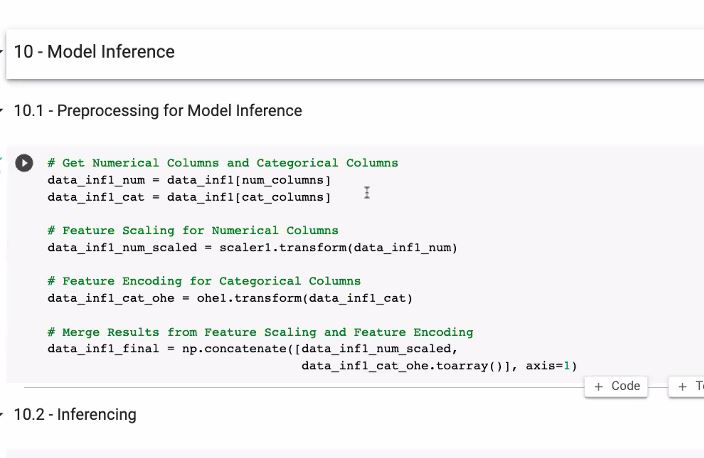 10 - Model Inference
10.1 - Preprocessing for Model Inference
# Get Numerical Columns and Categorical Columns
data_inf1_num = data_inf1[num_columns]
data_inf1_cat = data_inf1[cat_columns]
# Feature Scaling for Numerical Columns
data_inf1_num_scaled = scaler1.transform(data_inf1_num)
# Feature Encoding for Categorical Columns
data_inf1_cat_ohe = ohe1.transform(data_inf1_cat)
# Merge Results from Feature Scaling and Feature Encoding
data_inf1_final = np.concatenate([data_inf1_num_scaled,
data_inf1_cat_ohe.toarray()], axis=1)
+ Code +
10.2 - Inferencing